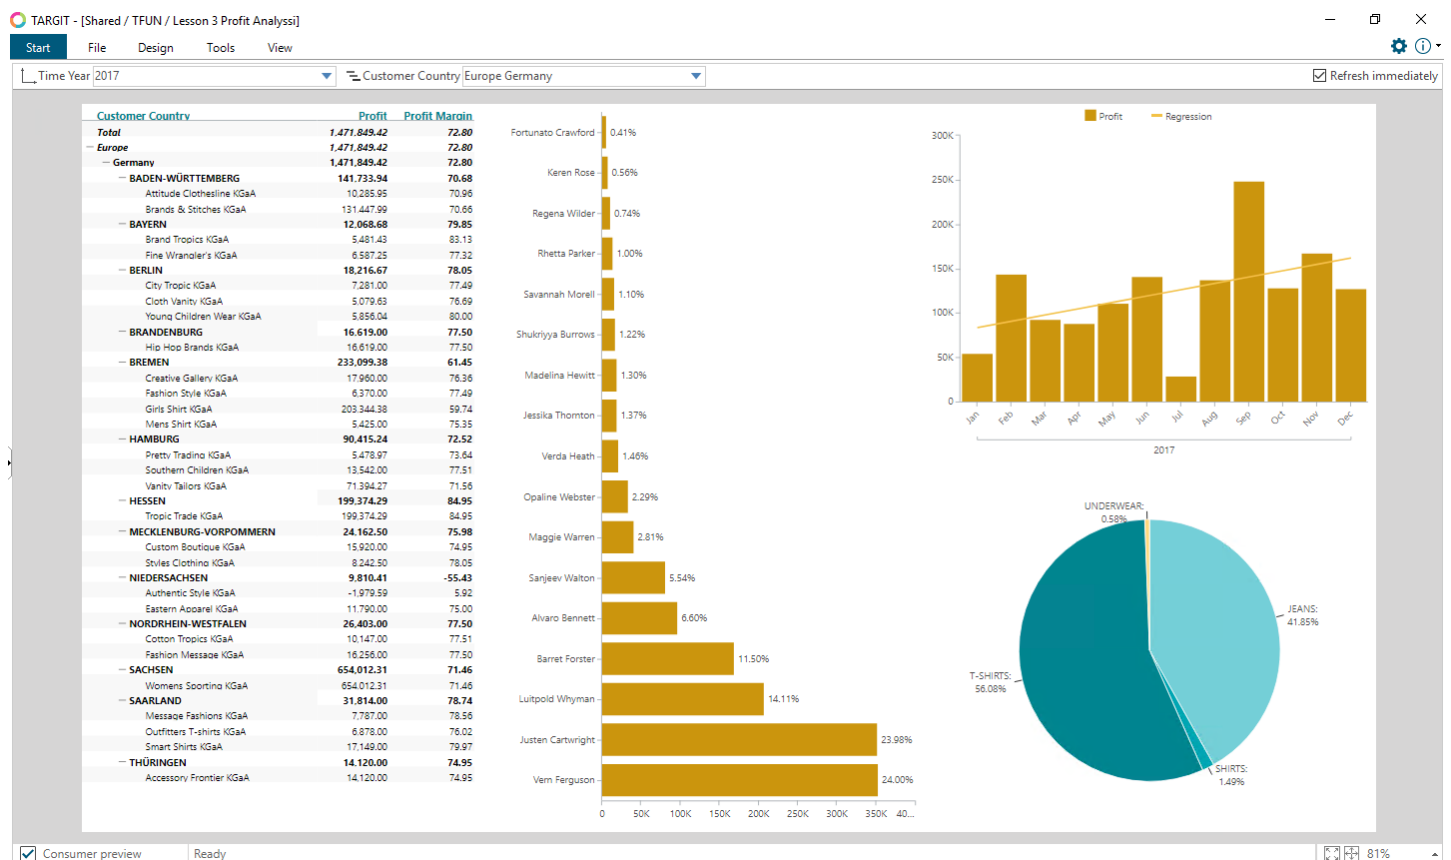 TARGIT - [Shared / TFUN / Lesson 3 Profit Analyssi]
Start File Design Tools View
Time Year 2017 Customer Country Europe Germany Refresh immediately
Customer Country Profit Profit Margin
Total 1,471,849.42 72.80
Europe 1,471,849.42 72.80
Germany 1,471,849.42 72.80
BADEN-WÜRTTEMBERG 141,733.94 70.68
Attitude Clothesline KGaA 10,285.95 70.96
Brands & Stitches KGaA 131,447.99 70.66
BAYERN 12,068.68 79.85
Brand Tropics KGaA 5,481.43 83.13
Fine Wrangler's KGaA 6,587.25 77.32
BERLIN 18,216.67 78.05
City Tropic KGaA 7,281.00 77.49
Cloth Vanity KGaA 5,079.63 76.69
Young Children Wear KGaA 5,856.04 80.00
BRANDENBURG 16,619.00 77.50
Hip Hop Brands KGaA 16,619.00 77.50
BREMEN 233,099.38 61.45
Creative Gallery KGaA 17,960.00 76.36
Fashion Style KGaA 6,370.00 77.49
Girls Shirt KGaA 203,344.38 59.74
Mens Shirt KGaA 5,425.00 75.35
HAMBURG 90,415.24 72.52
Pretty Trading KGaA 5,478.97 73.64
Southern Children KGaA 13,542.00 77.51
Vanity Tailors KGaA 71,394.27 71.56
HESSEN 199,374.29 84.95
Tropic Trade KGaA 199,374.29 84.95
MECKLENBURG-VORPOMMERN 24,162.50 75.98
Custom Boutique KGaA 15,920.00 74.95
Styles Clothing KGaA 8,242.50 78.05
NIEDERSACHSEN 9,810.41 -55.43
Authentic Style KGaA -1,979.59 5.92
Eastern Apparel KGaA 11,790.00 75.00
NORDRHEIN-WESTFALEN 26,403.00 77.50
Cotton Tropics KGaA 10,147.00 77.51
Fashion Message KGaA 16,256.00 77.50
SACHSEN 654,012.31 71.46
Womens Sporting KGaA 654,012.31 71.46
SAARLAND 31,814.00 78.74
Message Fashions KGaA 7,787.00 78.56
Outfitters T-shirts KGaA 6,878.00 76.02
Smart Shirts KGaA 17,149.00 79.97
THÜRINGEN 14,120.00 74.95
Accessory Frontier KGaA 14,120.00 74.95
Fortunato Crawford 0.41%
Keren Rose 0.56%
Regena Wilder 0.74%
Rhetta Parker 1.00%
Savannah Morell 1.10%
Shukriyya Burrows 1.22%
Madelina Hewitt 1.30%
Jessika Thornton 1.37%
Verda Heath 1.46%
Opaline Webster 2.29%
Maggie Warren 2.81%
Sanjeev Walton 5.54%
Alvaro Bennett 6.60%
Barret Forster 11.50%
Luitpold Whyman 14.11%
Justen Cartwright 23.98%
Vern Ferguson 24.00%
0 50K 100K 150K 200K 250K 300K 350K 40...
Profit Regression
300K
250K
200K
150K
100K
50K
0
Jan Feb Mar Apr May Jun Jul Aug Sep Oct Nov Dec
2017
UNDERWEAR:
0.58%
JEANS:
41.85%
T-SHIRTS:
56.08%
SHIRTS:
1.49%
Consumer preview Ready 81%